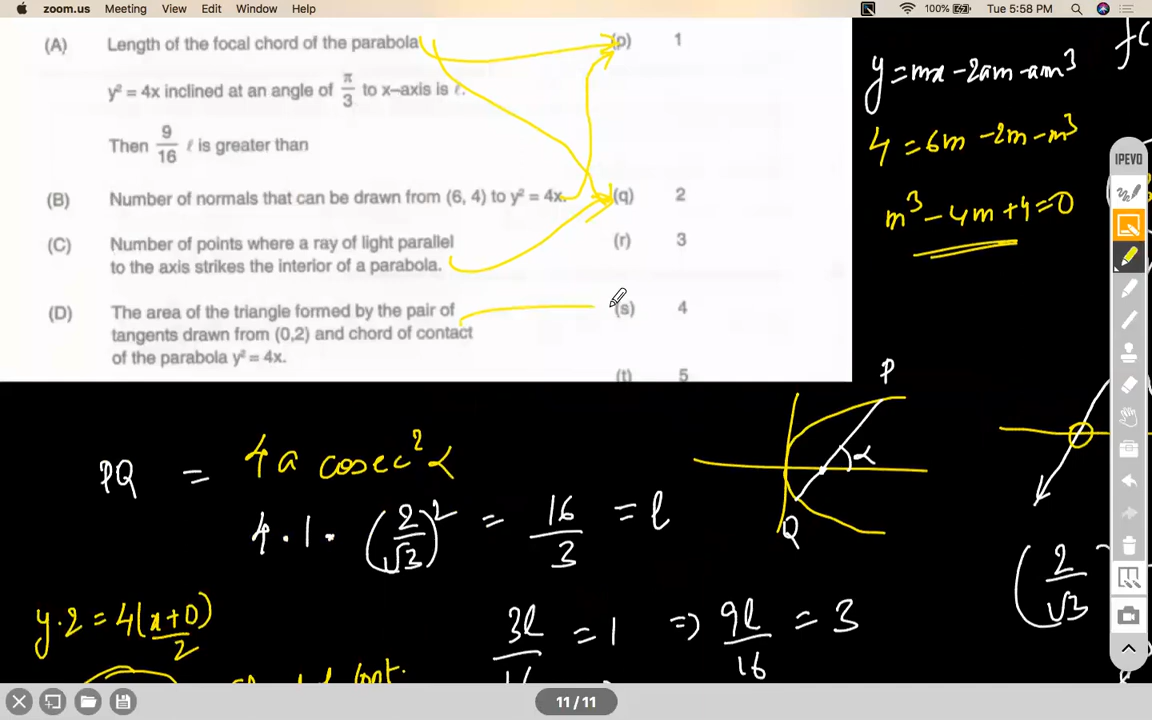 zoom.us Meeting View Edit Window Help 100% Tue 5:58 PM
(A) Length of the focal chord of the parabola (p) 1
y² = 4x inclined at an angle of π/3 to x–axis is ℓ.
Then 9/16 ℓ is greater than
(B) Number of normals that can be drawn from (6, 4) to y² = 4x. (q) 2
(C) Number of points where a ray of light parallel (r) 3
to the axis strikes the interior of a parabola.
(D) The area of the triangle formed by the pair of (s) 4
tangents drawn from (0,2) and chord of contact
of the parabola y² = 4x.
(t) 5
y = mx - 2am - am³
4 = 6m - 2m - m³
m³ - 4m + 4 = 0
IPEVO
P
α
Q
PQ = 4a cosec²α
4 · 1 · (2/√3)² = 16/3 = l
(2/√3
y·2 = 4(x+0)/2
3l/16 = 1 => 9l/16 = 3
11 / 11